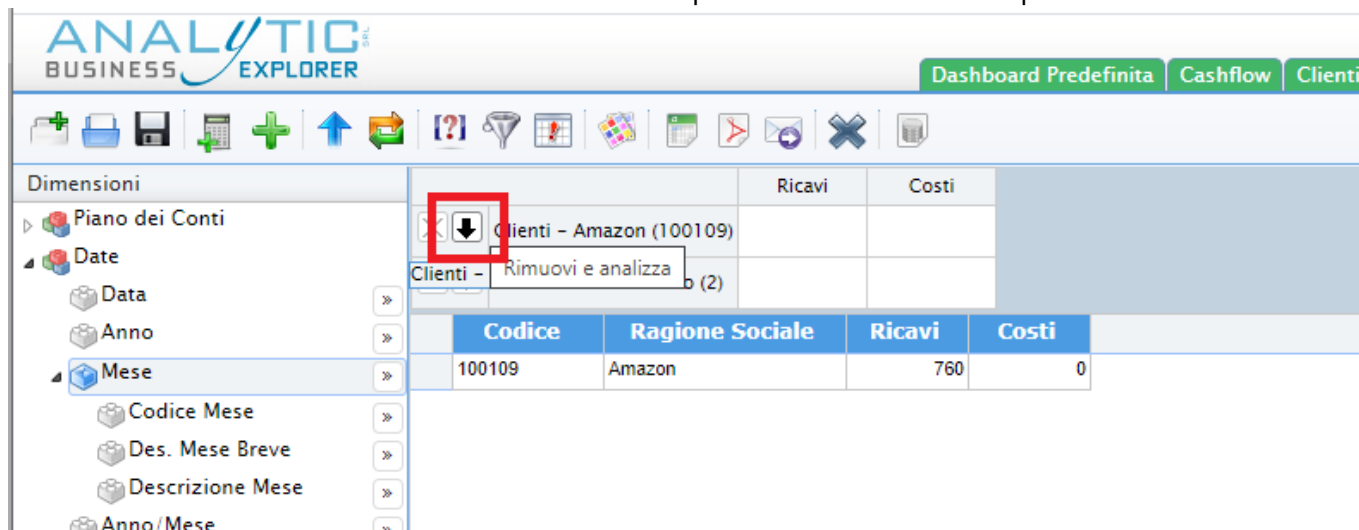 ANALYTIC SRL
BUSINESS EXPLORER
Dashboard Predefinita Cashflow Clienti
[?]
Dimensioni
Ricavi Costi
Piano dei Conti
Clienti - Amazon (100109)
Date
Clienti - Rimuovi e analizza (2)
Data »
Anno »
Codice Ragione Sociale Ricavi Costi
100109 Amazon 760 0
Mese »
Codice Mese »
Des. Mese Breve »
Descrizione Mese »
Anno/Mese »